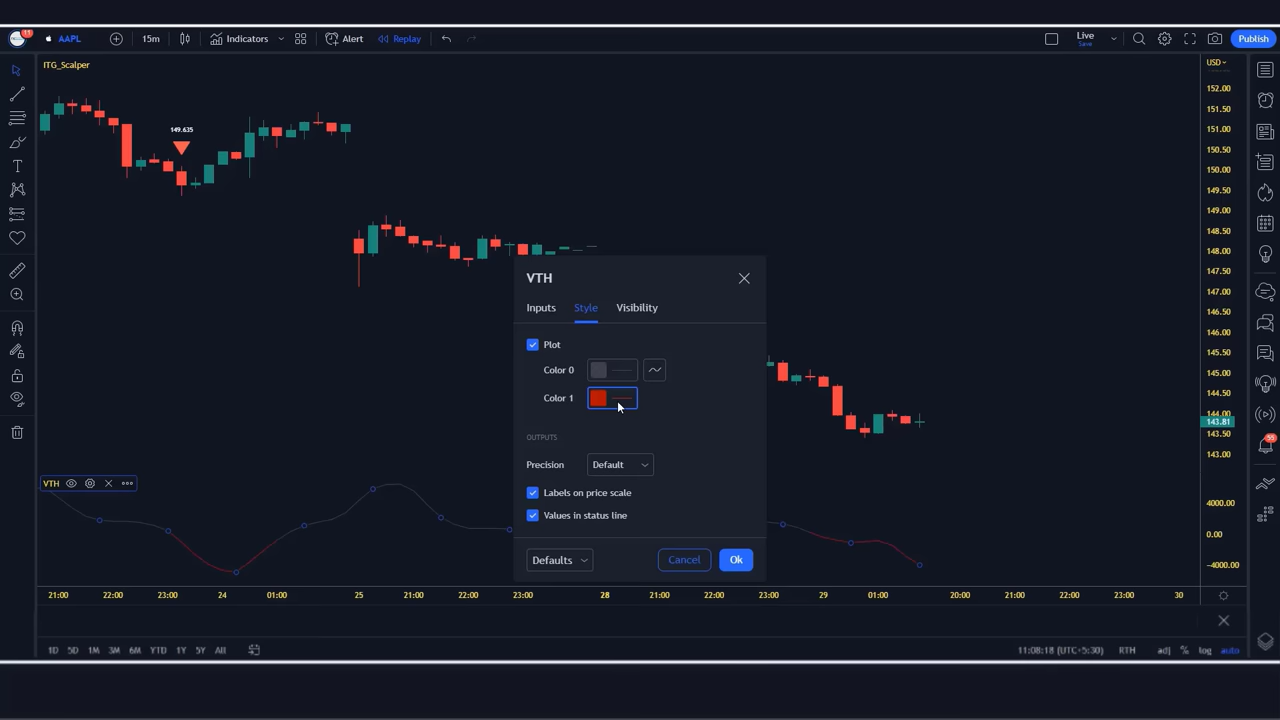 11
AAPL
15m
Indicators
Alert
Replay
Live
Save
Publish
ITG_Scalper
USD
152.00
151.50
151.00
150.50
150.00
149.50
149.00
148.50
148.00
147.50
147.00
146.50
146.00
145.50
145.00
144.50
144.00
143.81
143.50
143.00
149.635
VTH
Inputs
Style
Visibility
Plot
Color 0
Color 1
OUTPUTS
Precision
Default
Labels on price scale
Values in status line
Defaults
Cancel
Ok
VTH
55
4000.00
0.00
−4000.00
21:00
22:00
23:00
24
01:00
25
21:00
22:00
23:00
28
21:00
22:00
23:00
29
01:00
20:00
21:00
22:00
23:00
30
1D
5D
1M
3M
6M
YTD
1Y
5Y
All
11:08:18 (UTC+5:30)
RTH
adj
%
log
auto